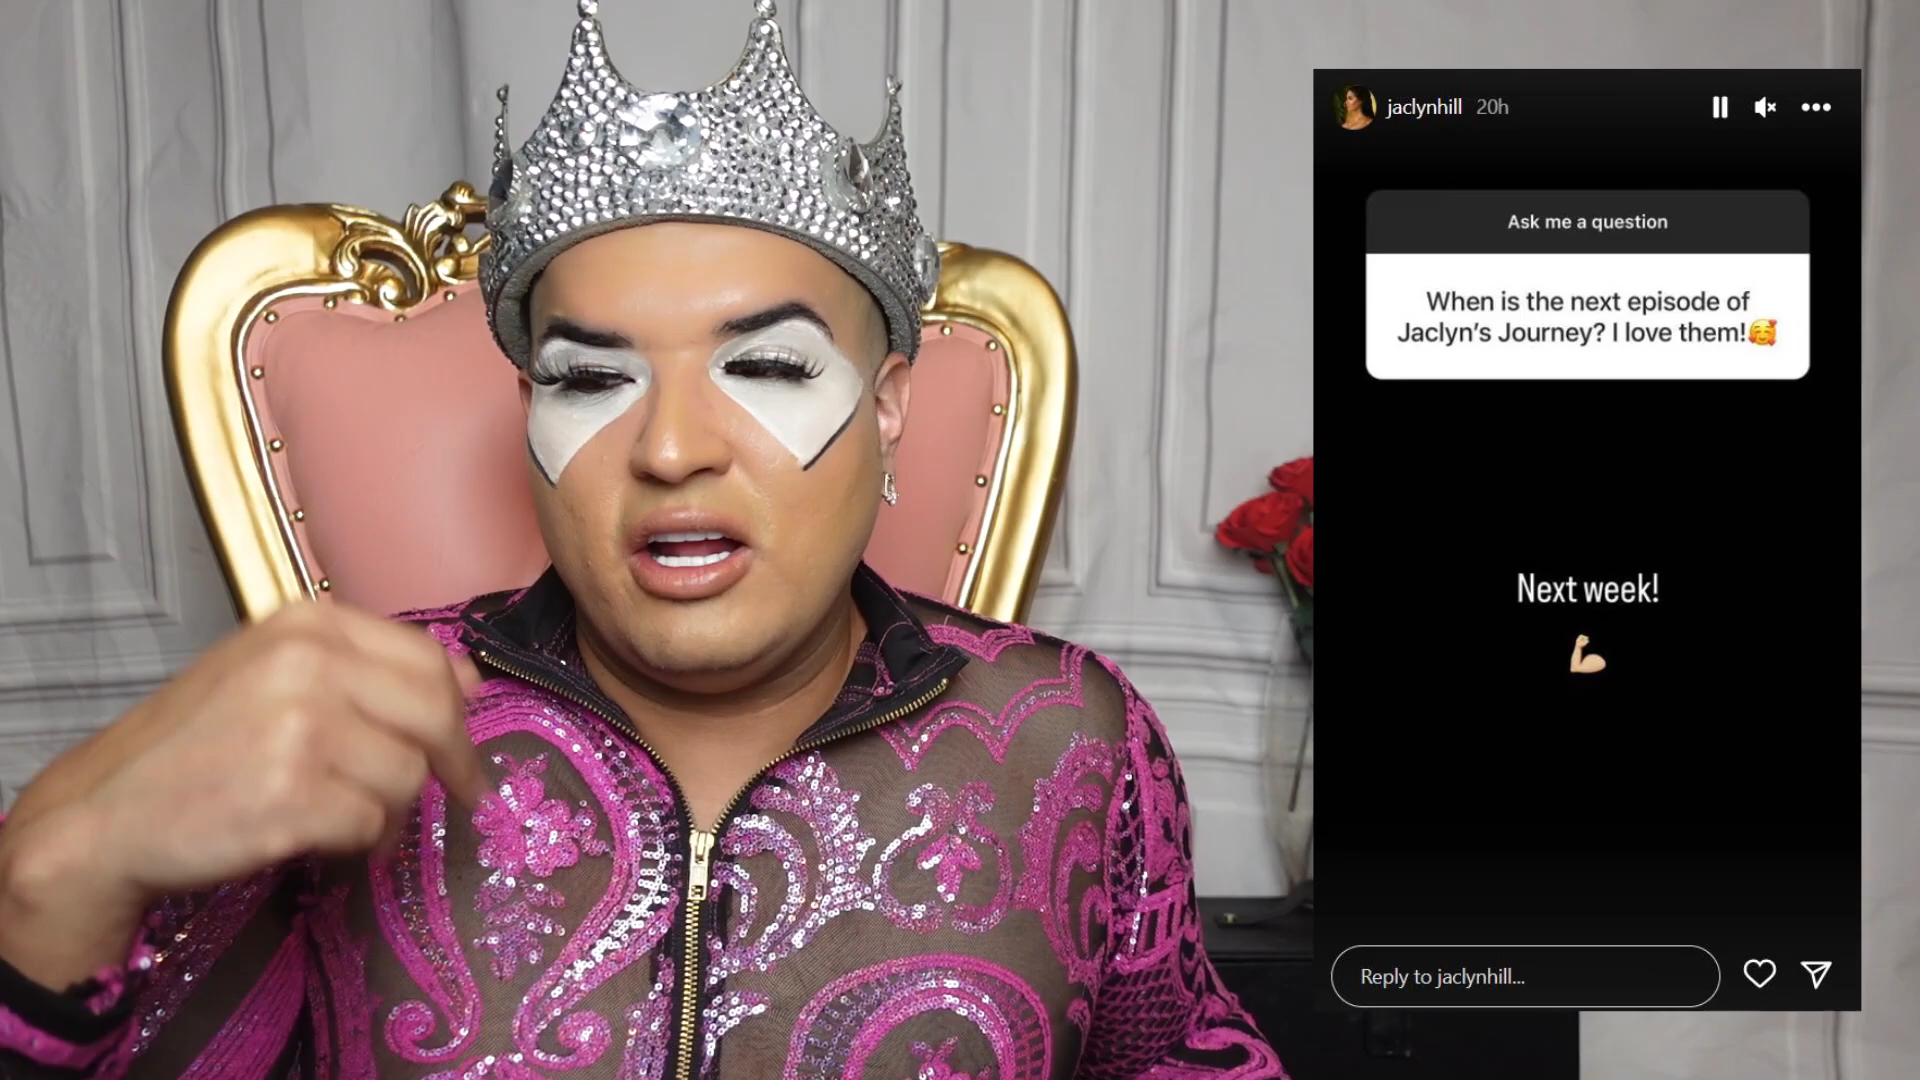 jaclynhill 20h
Ask me a question
When is the next episode of
Jaclyn's Journey? I love them!🥰
Next week!
💪🏼
Reply to jaclynhill...